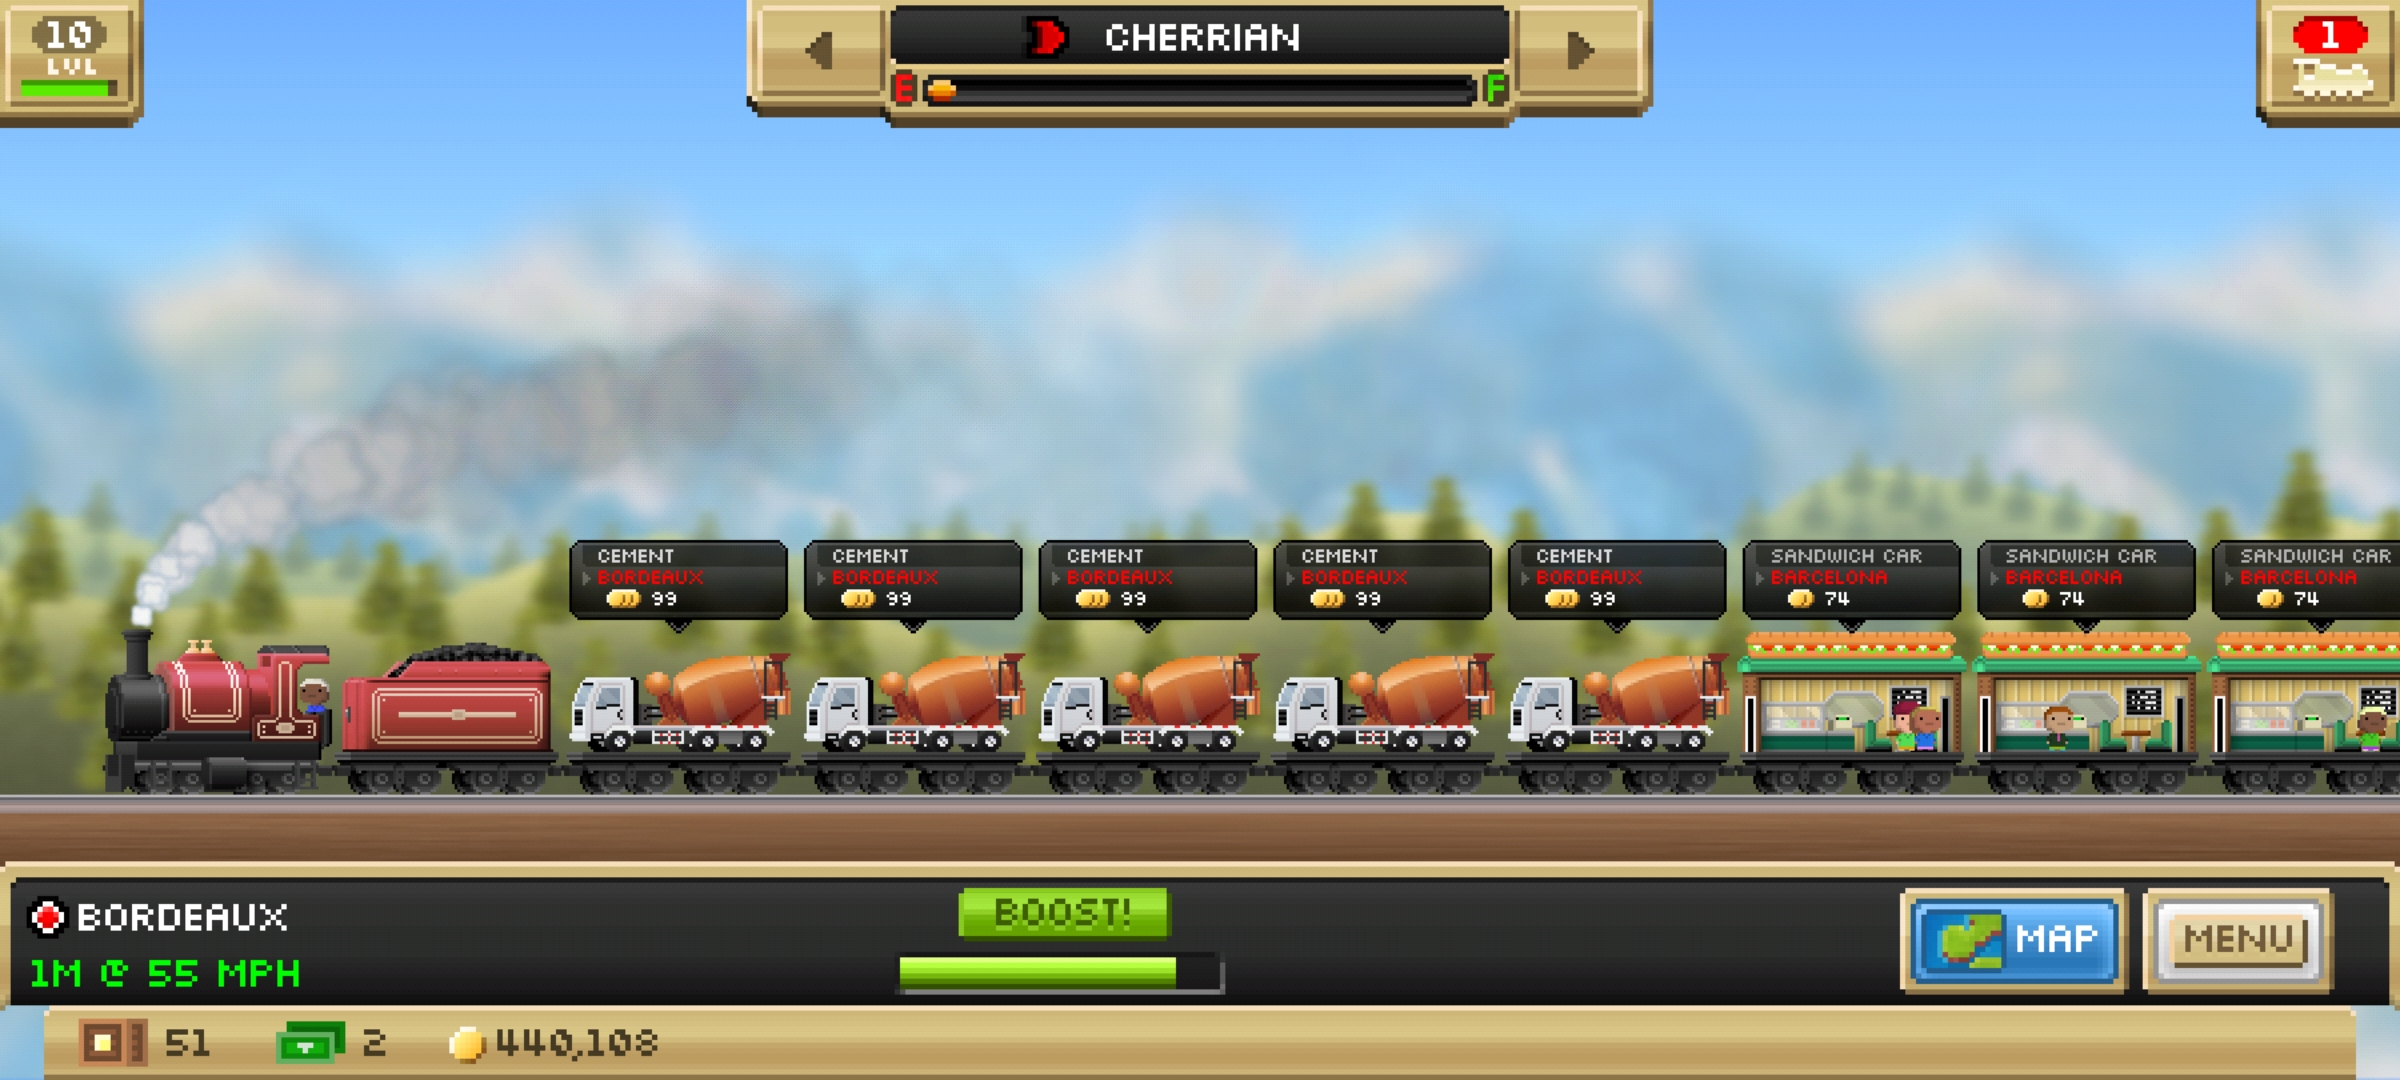 10
LVL
CHERRIAN
E F
1
CEMENT
BORDEAUX
99
CEMENT
BORDEAUX
99
CEMENT
BORDEAUX
99
CEMENT
BORDEAUX
99
CEMENT
BORDEAUX
99
SANDWICH CAR
BARCELONA
74
SANDWICH CAR
BARCELONA
74
SANDWICH CAR
BARCELONA
74
BORDEAUX
1M @ 55 MPH
BOOST!
MAP
MENU
51
2
440,108